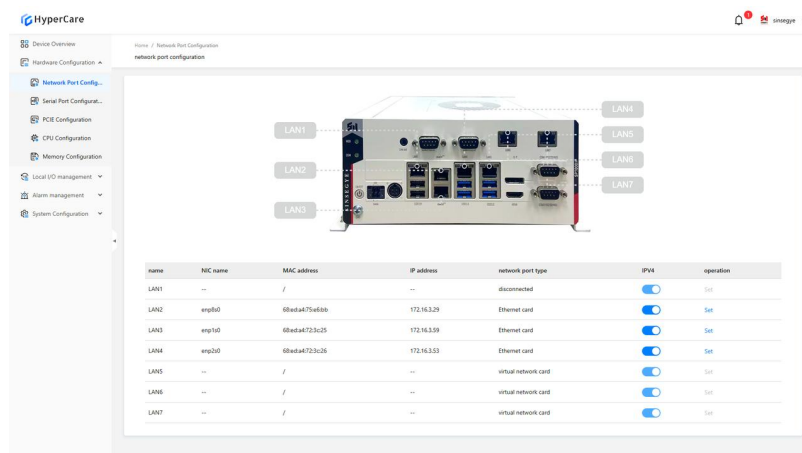 HyperCare
1
sinsegye
Device Overview
Hardware Configuration
Network Port Config...
Serial Port Configurat...
PCIE Configuration
CPU Configuration
Memory Configuration
Local I/O management
Alarm management
System Configuration
Home / Network Port Configuration
network port configuration
LAN1
LAN2
LAN3
LAN4
LAN5
LAN6
LAN7
SINSEGYE
name NIC name MAC address IP address network port type IPV4 operation
LAN1 -- / -- disconnected Set
LAN2 enp8s0 68:ed:a4:75:e6:bb 172.16.3.29 Ethernet card Set
LAN3 enp1s0 68:ed:a4:72:3c:25 172.16.3.59 Ethernet card Set
LAN4 enp2s0 68:ed:a4:72:3c:26 172.16.3.53 Ethernet card Set
LAN5 -- / -- virtual network card Set
LAN6 -- / -- virtual network card Set
LAN7 -- / -- virtual network card Set